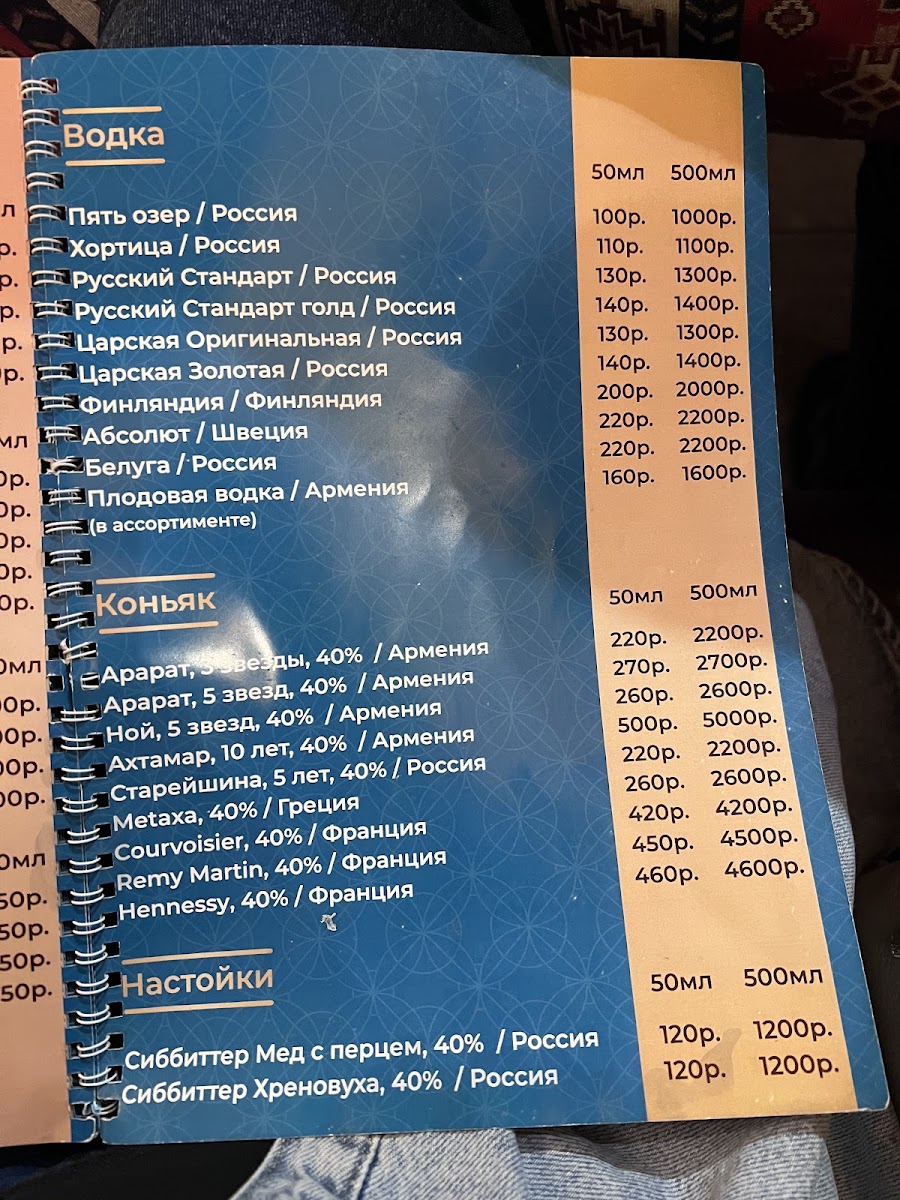 Водка
50мл 500мл
Пять озер / Россия 100р. 1000р.
Хортица / Россия 110р. 1100р.
Русский Стандарт / Россия 130р. 1300р.
Русский Стандарт голд / Россия 140р. 1400р.
Царская Оригинальная / Россия 130р. 1300р.
Царская Золотая / Россия 140р. 1400р.
Финляндия / Финляндия 200р. 2000р.
Абсолют / Швеция 220р. 2200р.
Белуга / Россия 220р. 2200р.
Плодовая водка / Армения 160р. 1600р.
(в ассортименте)
Коньяк
50мл 500мл
Арарат, 3 звезды, 40% / Армения 220р. 2200р.
Арарат, 5 звезд, 40% / Армения 270р. 2700р.
Ной, 5 звезд, 40% / Армения 260р. 2600р.
Ахтамар, 10 лет, 40% / Армения 500р. 5000р.
Старейшина, 5 лет, 40% / Россия 220р. 2200р.
Metaxa, 40% / Греция 260р. 2600р.
Courvoisier, 40% / Франция 420р. 4200р.
Remy Martin, 40% / Франция 450р. 4500р.
Hennessy, 40% / Франция 460р. 4600р.
Настойки
50мл 500мл
Сиббиттер Мед с перцем, 40% / Россия 120р. 1200р.
Сиббиттер Хреновуха, 40% / Россия 120р. 1200р.